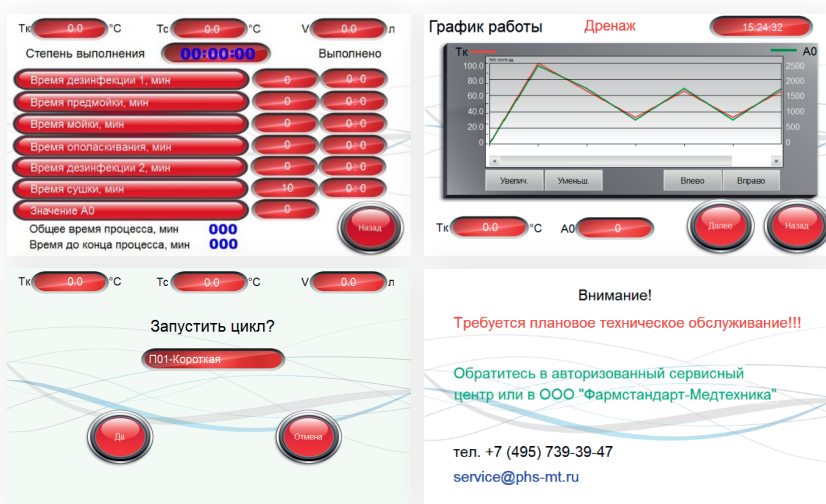 Тк 0.0 °C Тс 0.0 °C V 0.0 л
Степень выполнения 00:00:00 Выполнено
Время дезинфекции 1, мин 0 0:0
Время предмойки, мин 0 0:0
Время мойки, мин 0 0:0
Время ополаскивания, мин 0 0:0
Время дезинфекции 2, мин 0 0:0
Время сушки, мин 10 0:0
Значение А0 0
Общее время процесса, мин 000
Время до конца процесса, мин 000
Назад
График работы Дренаж 15:24:32
Тк А0
100.0 2500
80.0 2000
60.0 1500
40.0 1000
20.0 500
0 0
Увелич. Уменьш. Влево Вправо
Тк 0.0 °C А0 0
Далее Назад
Тк 0.0 °C Тс 0.0 °C V 0.0 л
Запустить цикл?
П01-Короткая
Да Отмена
Внимание!
Требуется плановое техническое обслуживание!!!
Обратитесь в авторизованный сервисный
центр или в ООО "Фармстандарт-Медтехника"
тел. +7 (495) 739-39-47
service@phs-mt.ru